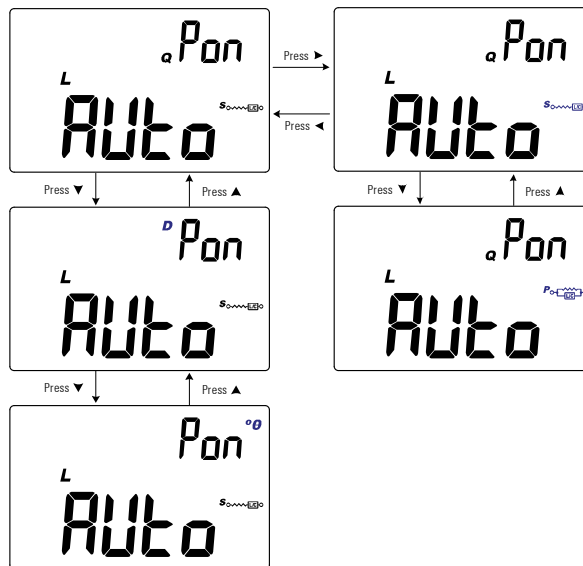 Q Pon
L
S L/C
AUto
Press ►
Press ◄
Q Pon
L
S L/C
AUto
Press ▼
Press ▲
Press ▼
Press ▲
D Pon
L
S L/C
AUto
Q Pon
L
P L/C
AUto
Press ▼
Press ▲
Pon °θ
L
S L/C
AUto